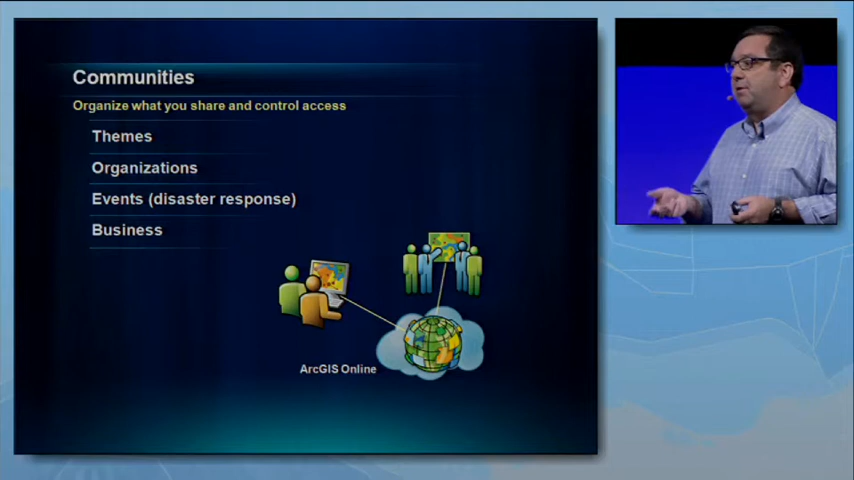 Communities
Organize what you share and control access
Themes
Organizations
Events (disaster response)
Business
ArcGIS Online